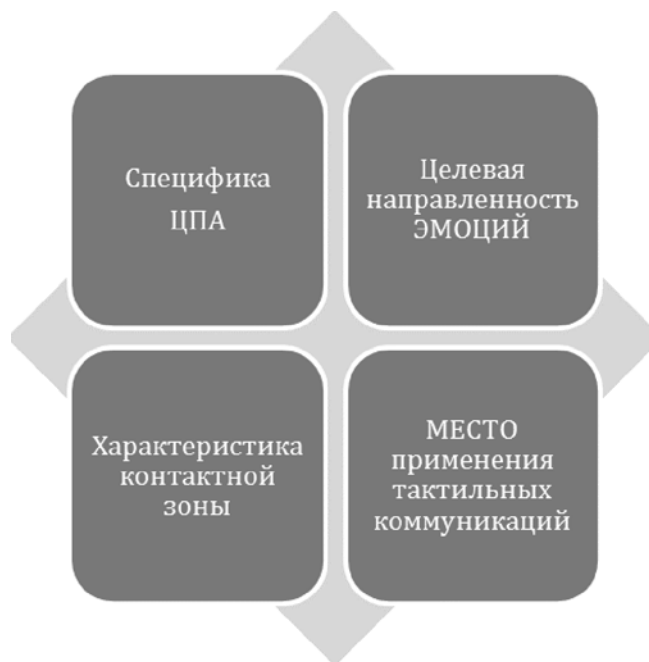 Специфика
ЦПА
Целевая
направленность
ЭМОЦИЙ
Характеристика
контактной
зоны
МЕСТО
применения
тактильных
коммуникаций